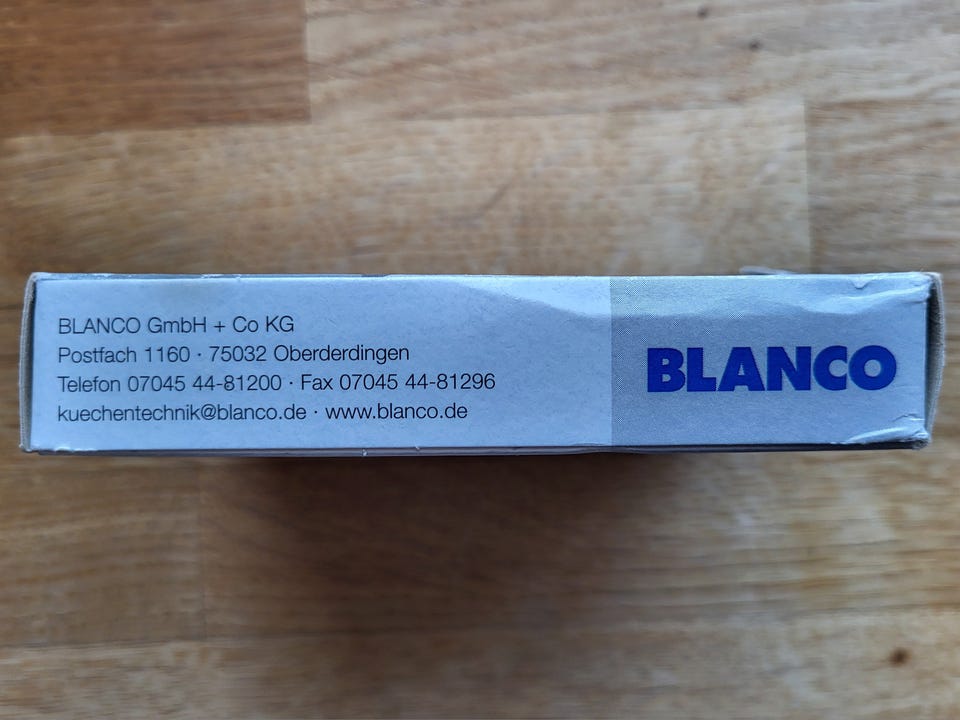 BLANCO GmbH + Co KG
Postfach 1160 · 75032 Oberderdingen
Telefon 07045 44-81200 · Fax 07045 44-81296
kuechentechnik@blanco.de · www.blanco.de
BLANCO